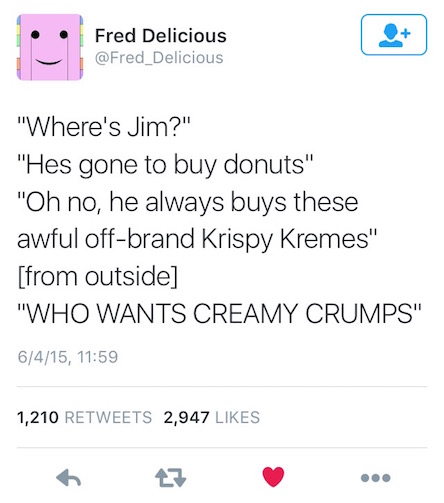 Fred Delicious
@Fred_Delicious
"Where's Jim?"
"Hes gone to buy donuts"
"Oh no, he always buys these
awful off-brand Krispy Kremes"
[from outside]
"WHO WANTS CREAMY CRUMPS"
6/4/15, 11:59
1,210 RETWEETS 2,947 LIKES